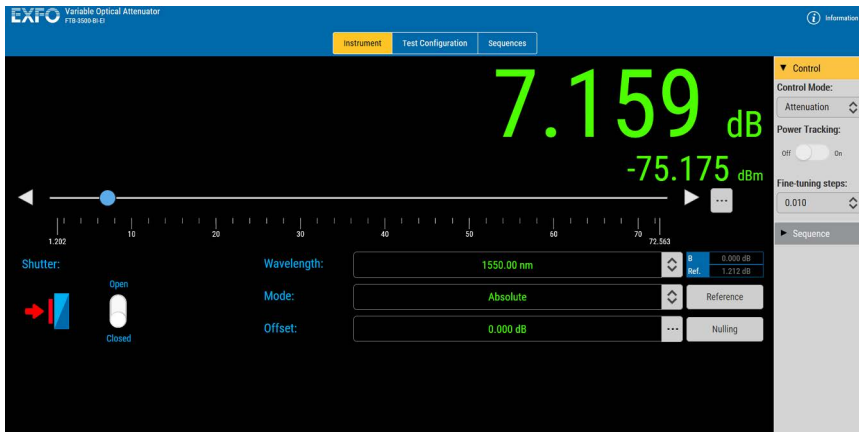 EXFO Variable Optical Attenuator
FTB-3500-BI-EI
Information
Instrument Test Configuration Sequences
7.159 dB
-75.175 dBm
...
1.202 10 20 30 40 50 60 70 72.563
Shutter:
Open
Closed
Wavelength: 1550.00 nm
B 0.000 dB
Ref. 1.212 dB
Mode: Absolute
Reference
Offset: 0.000 dB ...
Nulling
Control
Control Mode:
Attenuation
Power Tracking:
Off On
Fine-tuning steps:
0.010
Sequence